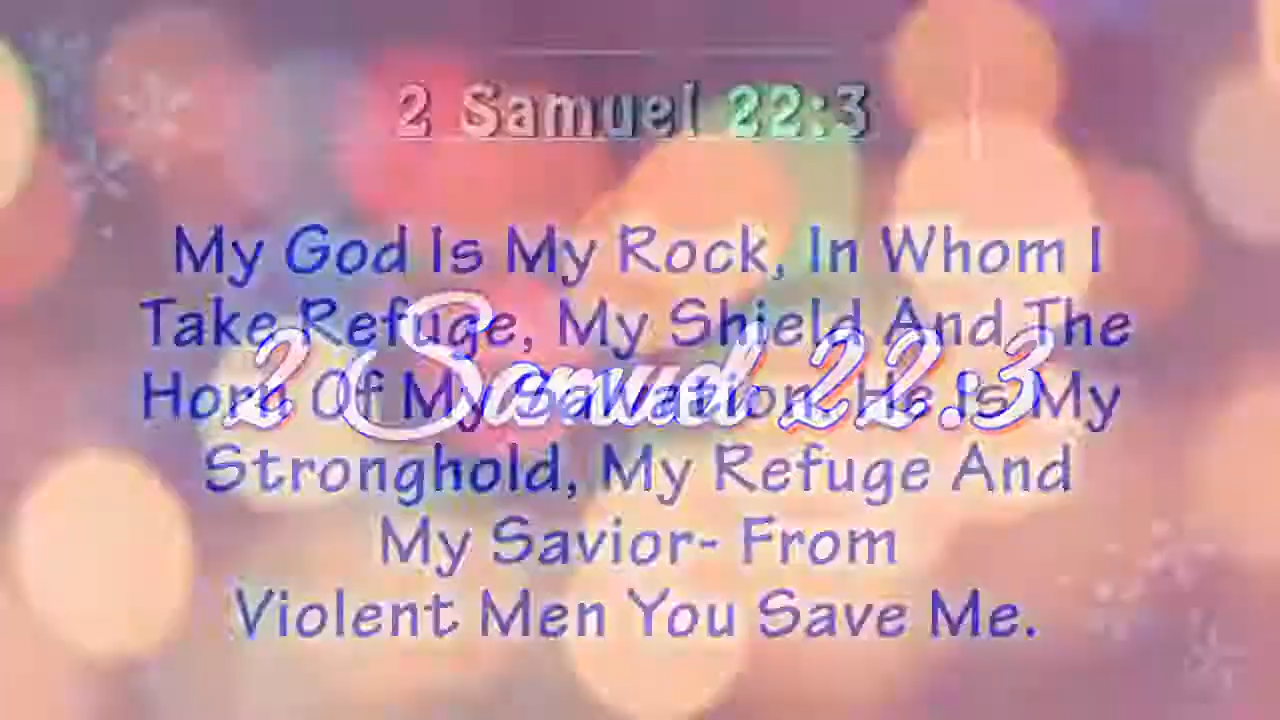 2 Samuel 22:3
My God Is My Rock, In Whom I
Take Refuge, My Shield And The
2 Samuel 22:3
Horn Of My Salvation. He Is My
Stronghold, My Refuge And
My Savior- From
Violent Men You Save Me.